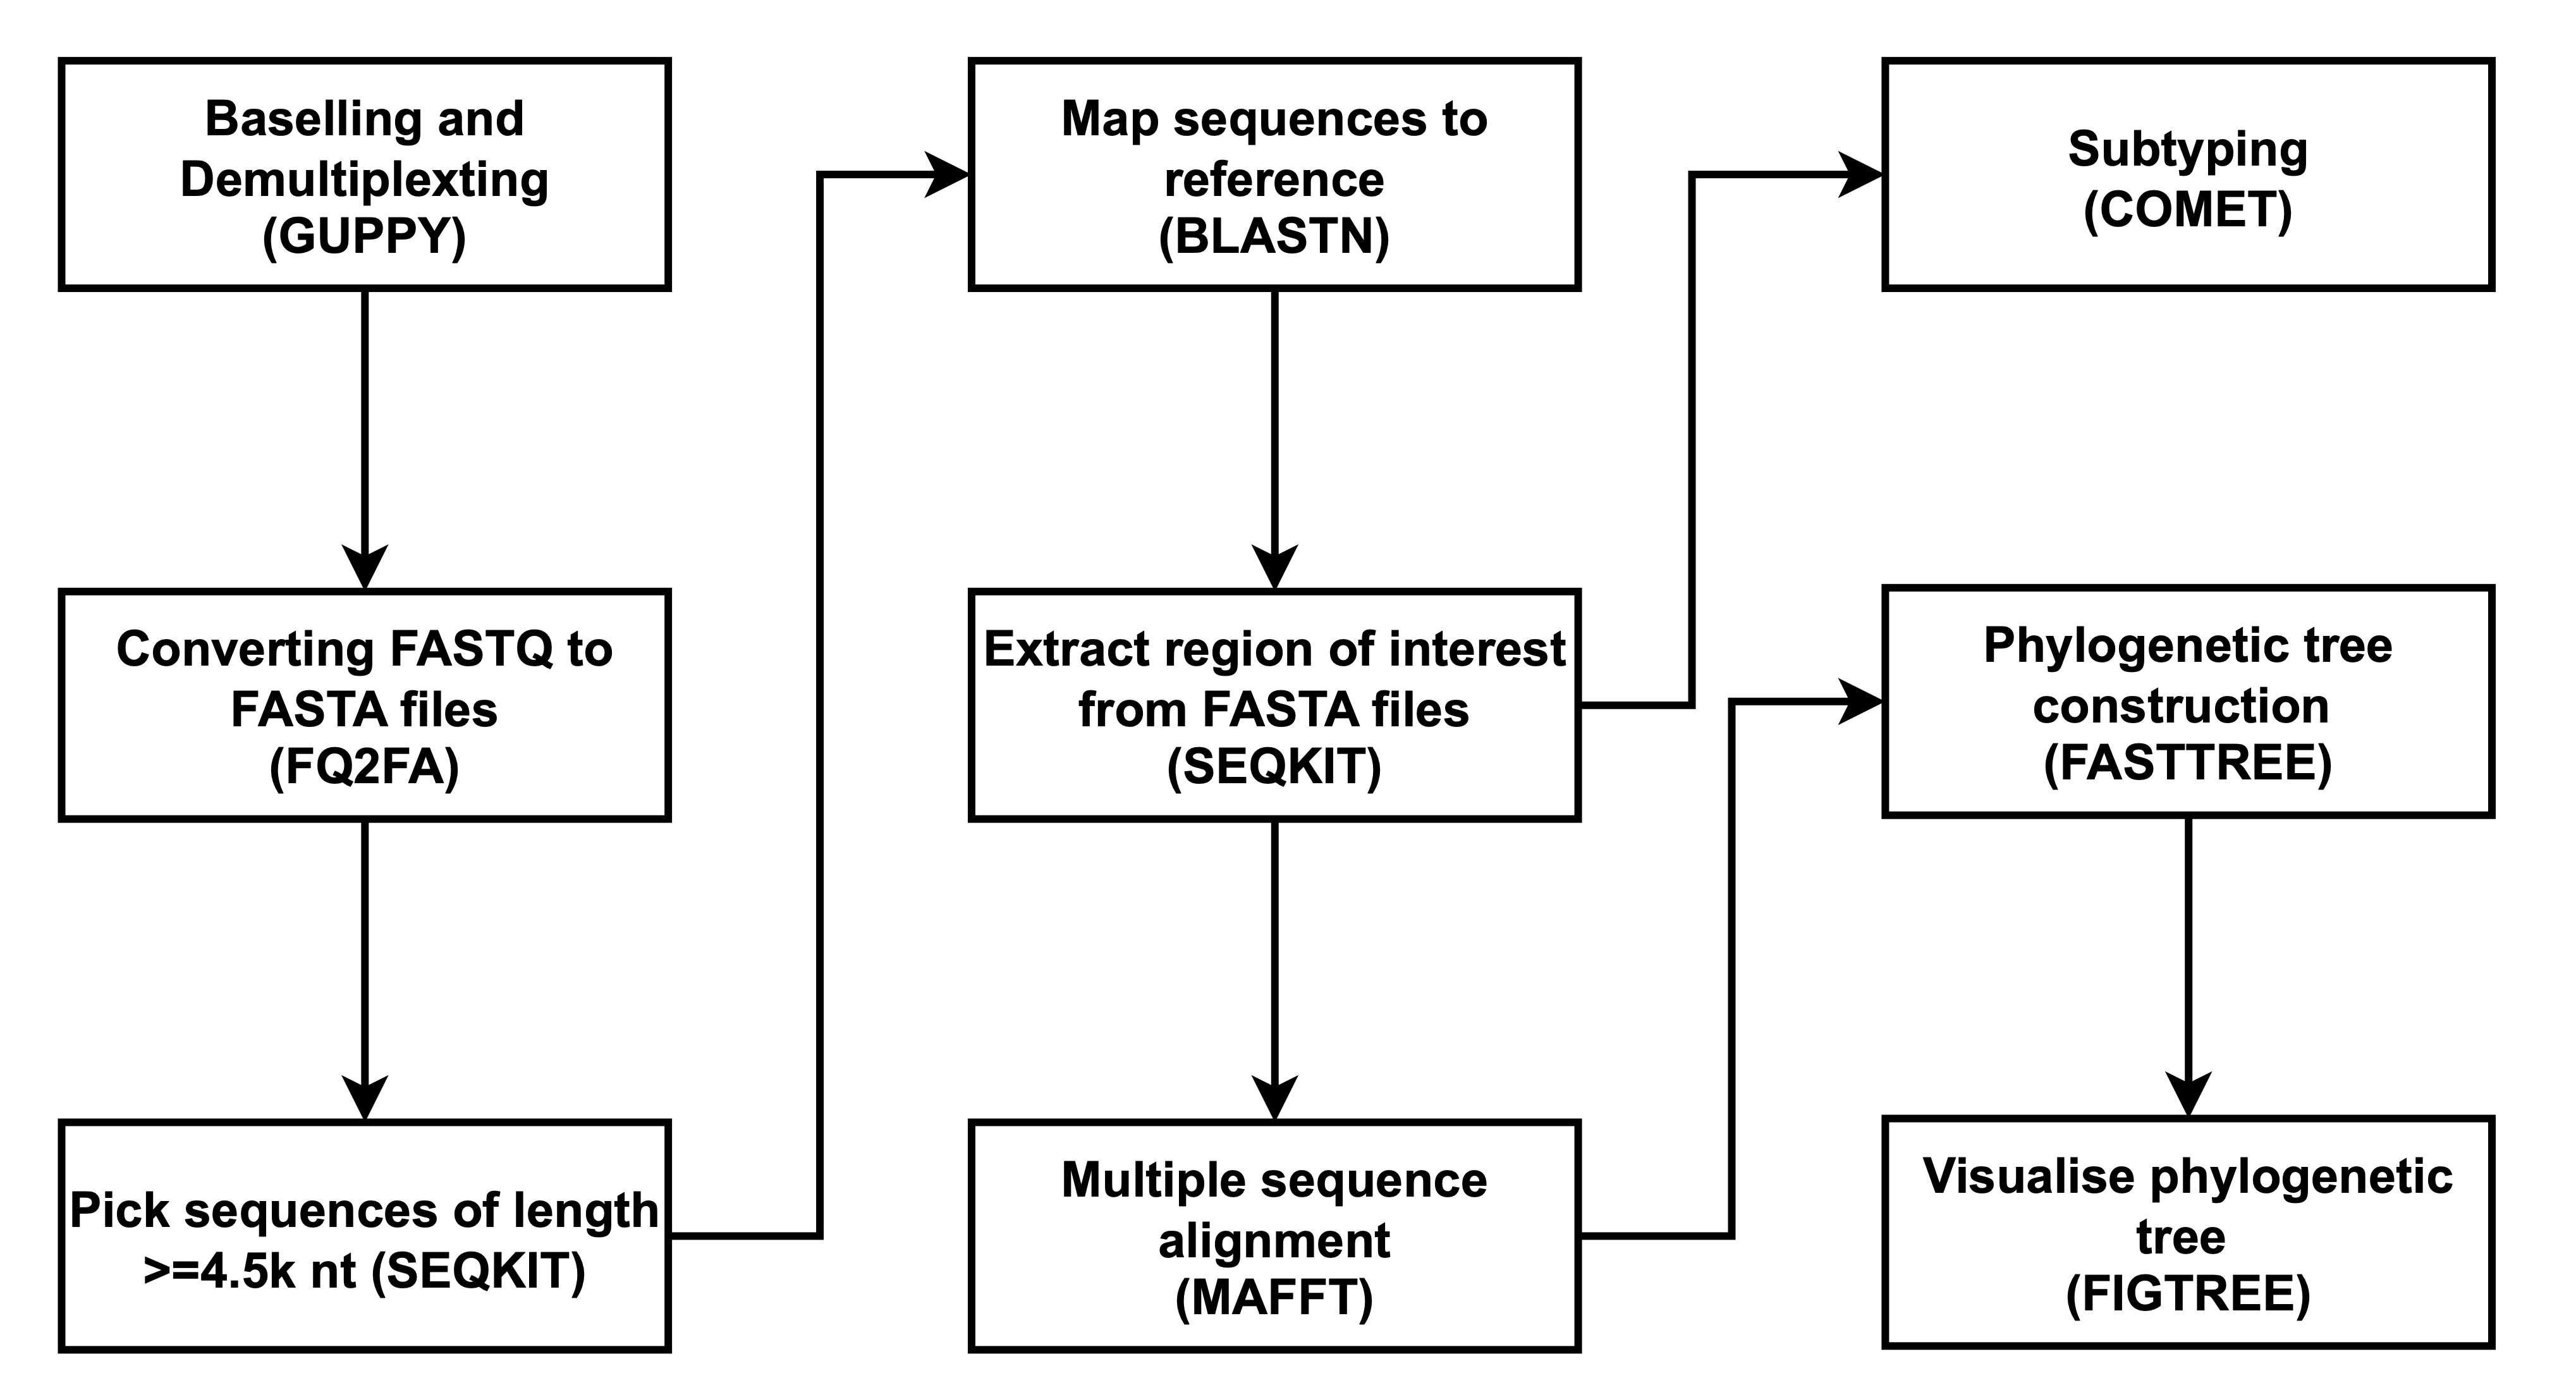 Baselling and
Demultiplexting
(GUPPY)
Converting FASTQ to
FASTA files
(FQ2FA)
Pick sequences of length
>=4.5k nt (SEQKIT)
Map sequences to
reference
(BLASTN)
Extract region of interest
from FASTA files
(SEQKIT)
Multiple sequence
alignment
(MAFFT)
Subtyping
(COMET)
Phylogenetic tree
construction
(FASTTREE)
Visualise phylogenetic
tree
(FIGTREE)